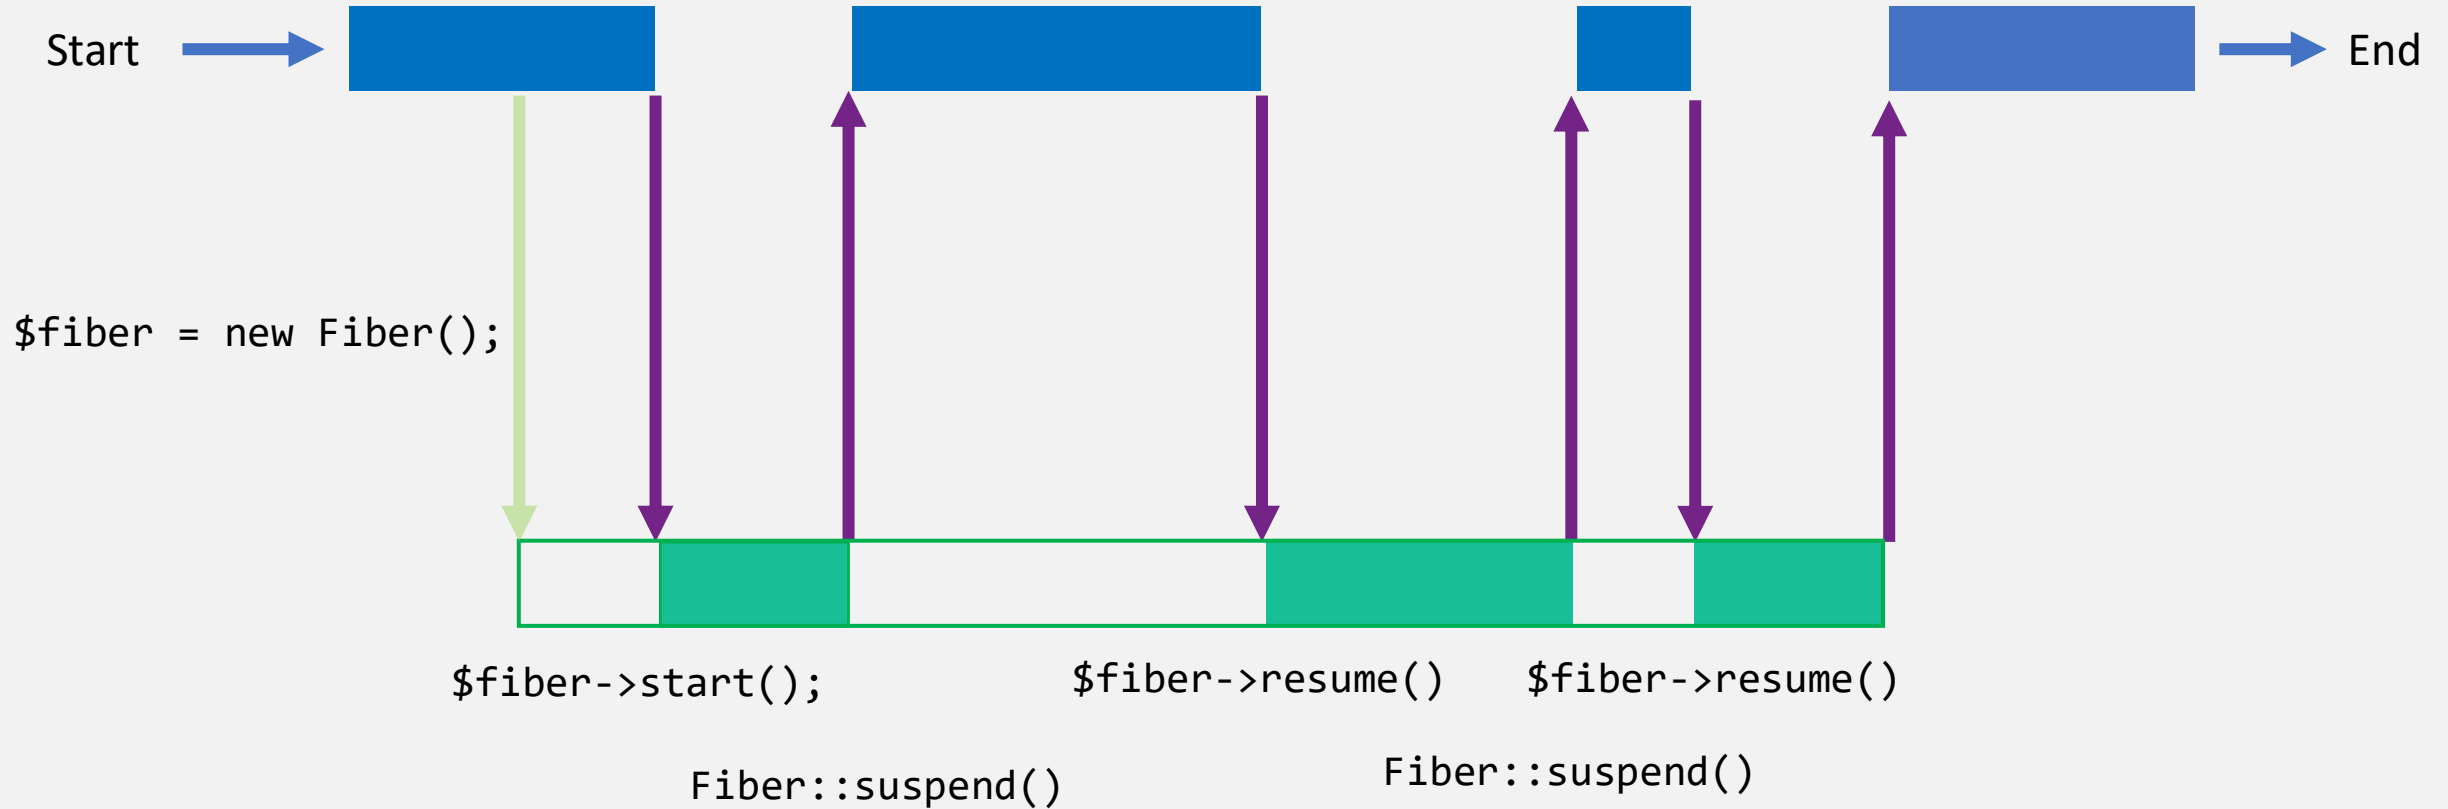 Start
End
$fiber = new Fiber();
$fiber->start();
$fiber->resume()
$fiber->resume()
Fiber::suspend()
Fiber::suspend()